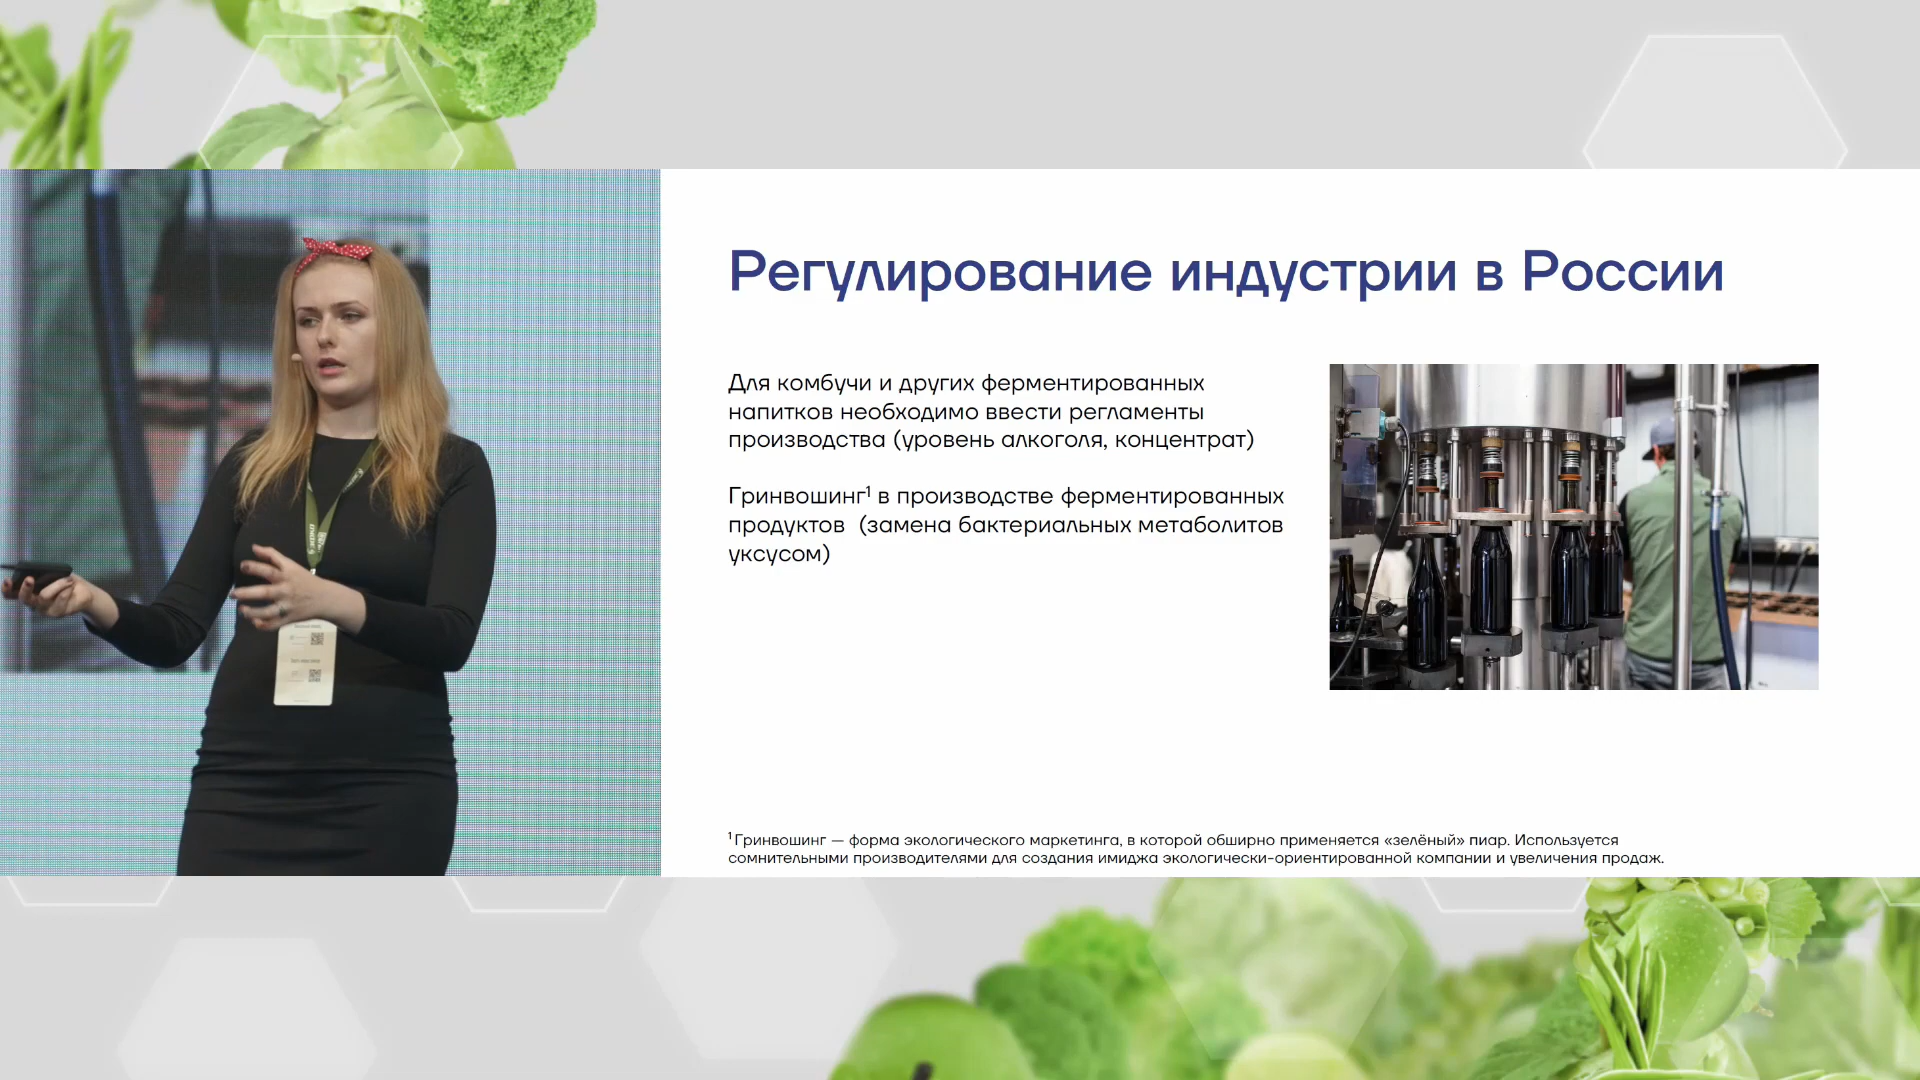 Регулирование индустрии в России
Для комбучи и других ферментированных
напитков необходимо ввести регламенты
производства (уровень алкоголя, концентрат)
Гринвошинг¹ в производстве ферментированных
продуктов (замена бактериальных метаболитов
уксусом)
¹ Гринвошинг — форма экологического маркетинга, в которой обширно применяется «зелёный» пиар. Используется
сомнительными производителями для создания имиджа экологически-ориентированной компании и увеличения продаж.